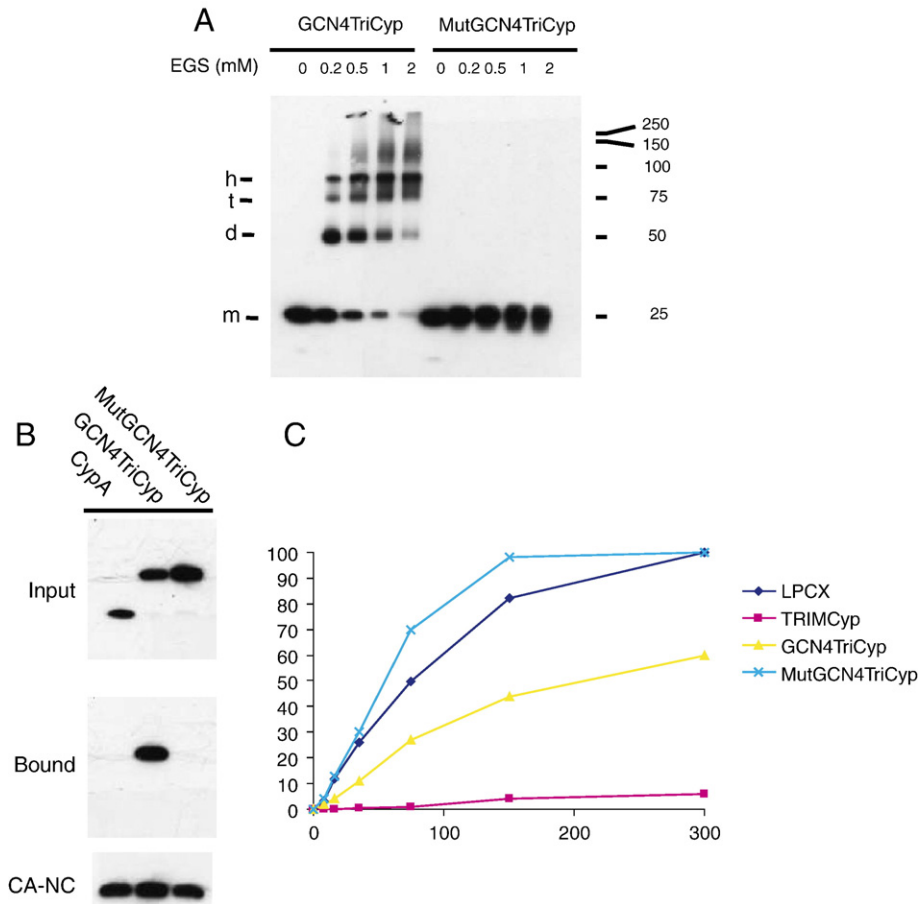 A
GCN4TriCyp MutGCN4TriCyp
EGS (mM) 0 0.2 0.5 1 2 0 0.2 0.5 1 2
250
150
100
75
50
25
h
t
d
m
B
CypA
GCN4TriCyp
MutGCN4TriCyp
Input
Bound
CA-NC
C
100
90
80
70
60
50
40
30
20
10
0
0 100 200 300
LPCX
TRIMCyp
GCN4TriCyp
MutGCN4TriCyp